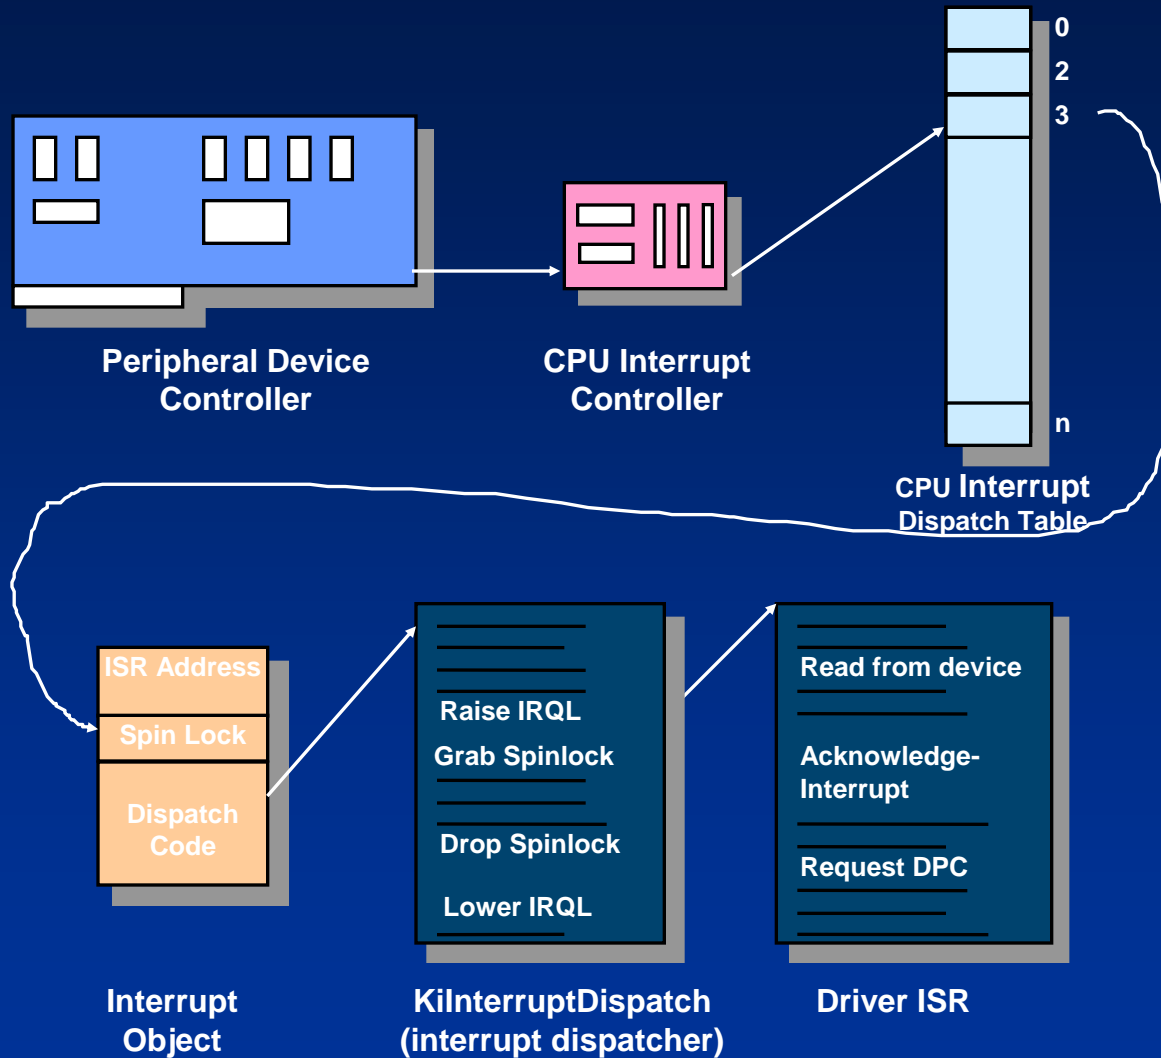 0
2
3
n
Peripheral Device
Controller
CPU Interrupt
Controller
CPU Interrupt
Dispatch Table
ISR Address
Spin Lock
Dispatch
Code
Raise IRQL
Grab Spinlock
Drop Spinlock
Lower IRQL
Read from device
Acknowledge-
Interrupt
Request DPC
Interrupt
Object
KiInterruptDispatch
(interrupt dispatcher)
Driver ISR